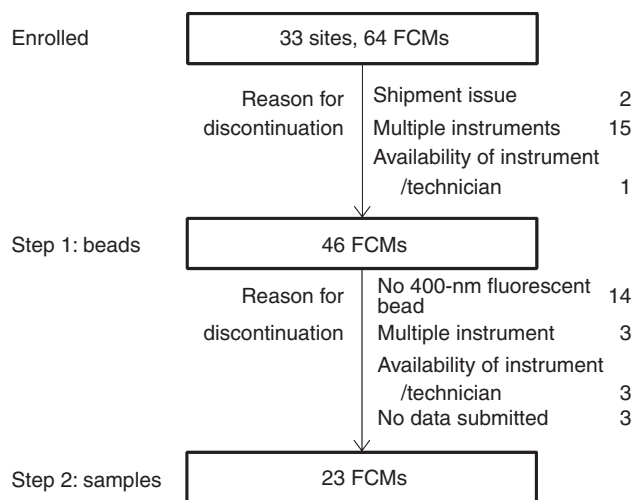 Enrolled
33 sites, 64 FCMs
Reason for
discontinuation
Shipment issue 2
Multiple instruments 15
Availability of instrument
/technician 1
Step 1: beads
46 FCMs
Reason for
discontinuation
No 400-nm fluorescent
bead 14
Multiple instrument 3
Availability of instrument
/technician 3
No data submitted 3
Step 2: samples
23 FCMs